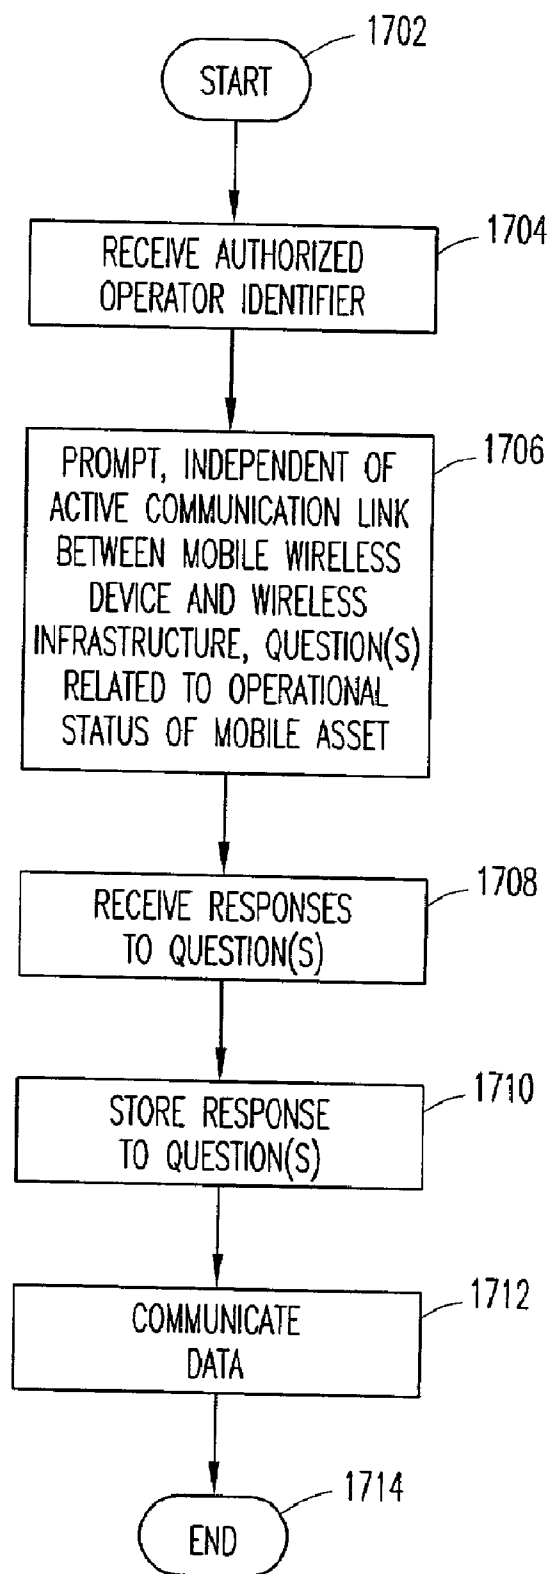 1702
START
1704
RECEIVE AUTHORIZED
OPERATOR IDENTIFIER
1706
PROMPT, INDEPENDENT OF
ACTIVE COMMUNICATION LINK
BETWEEN MOBILE WIRELESS
DEVICE AND WIRELESS
INFRASTRUCTURE, QUESTION(S)
RELATED TO OPERATIONAL
STATUS OF MOBILE ASSET
1708
RECEIVE RESPONSES
TO QUESTION(S)
1710
STORE RESPONSE
TO QUESTION(S)
1712
COMMUNICATE
DATA
1714
END